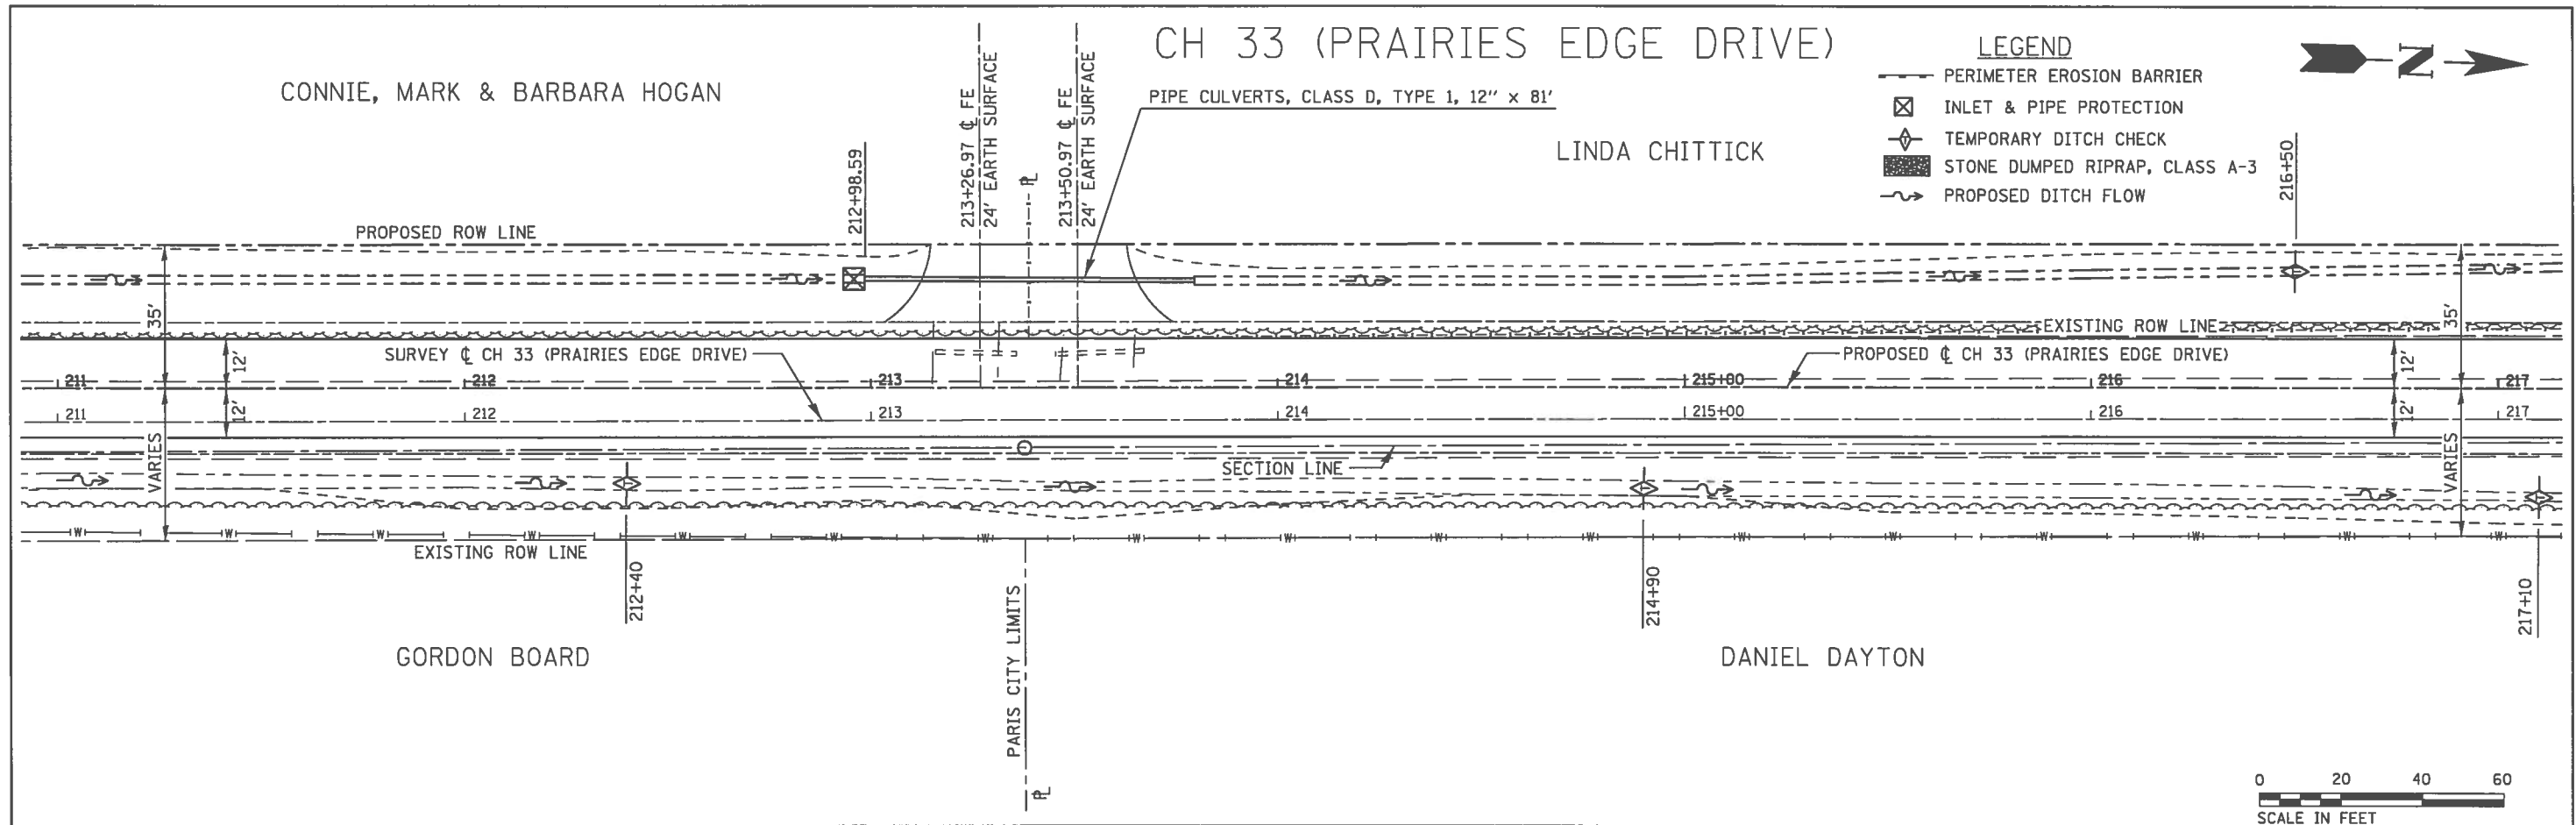 CH 33 (PRAIRIES EDGE DRIVE)
LEGEND
PERIMETER EROSION BARRIER
INLET & PIPE PROTECTION
T
TEMPORARY DITCH CHECK
STONE DUMPED RIPRAP, CLASS A-3
PROPOSED DITCH FLOW
N
CONNIE, MARK & BARBARA HOGAN
PIPE CULVERTS, CLASS D, TYPE 1, 12" x 81'
LINDA CHITTICK
212+98.59
213+26.97 ℄ FE
24' EARTH SURFACE
℞
213+50.97 ℄ FE
24' EARTH SURFACE
216+50
PROPOSED ROW LINE
T
35'
35'
EXISTING ROW LINE
12'
SURVEY ℄ CH 33 (PRAIRIES EDGE DRIVE)
PROPOSED ℄ CH 33 (PRAIRIES EDGE DRIVE)
12'
211 212 213 214 215+00 216 217
12'
12'
211 212 213 214 215+00 216 217
VARIES
VARIES
SECTION LINE
T T T
W W W W W W W W W W W W W W W W W
EXISTING ROW LINE
212+40
214+90
217+10
PARIS CITY LIMITS
℞
GORDON BOARD
DANIEL DAYTON
0 20 40 60
SCALE IN FEET